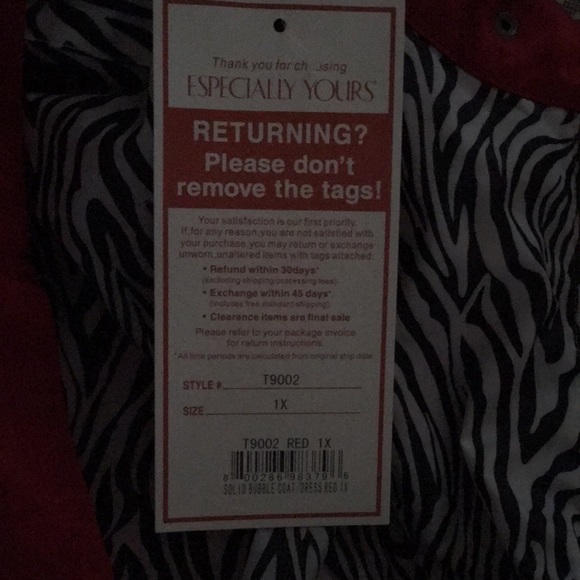 Thank you for choosing
ESPECIALLY YOURS
RETURNING?
Please don't
remove the tags!
Your satisfaction is our first priority.
If, for any reason, you are not satisfied with
your purchase, you may return or exchange
unworn, unaltered items with tags attached:
• Refund within 30days*
(excluding shipping/processing fees).
• Exchange within 45 days*
(includes free standard shipping).
• Clearance items are final sale
Please refer to your package invoice
for return instructions.
*All time periods are calculated from original ship date
STYLE # T9002
SIZE 1X
T9002 RED 1X
8 00286 98379 6
SOLID BUBBLE COAT/DRESS RED 1X